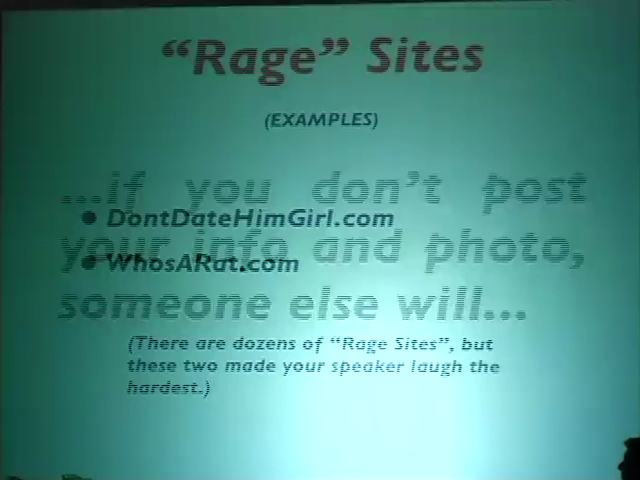 “Rage” Sites
(EXAMPLES)
...if you don’t post
• DontDateHimGirl.com
your info and photo,
• WhosARat.com
someone else will...
(There are dozens of “Rage Sites”, but
these two made your speaker laugh the
hardest.)